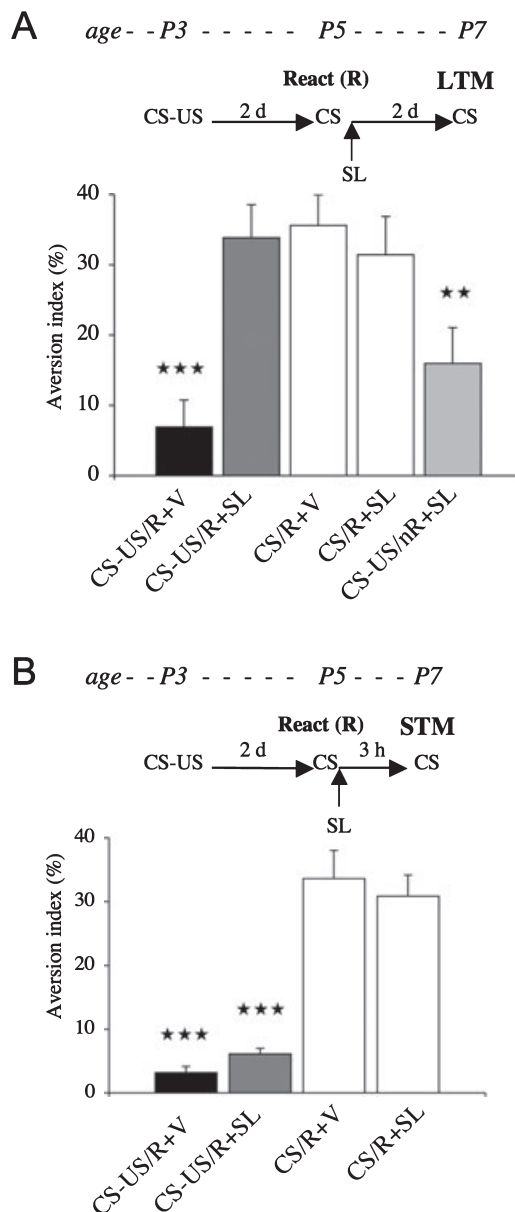 A
age - - P3 - - - - - - P5 - - - - - P7
React (R) LTM
CS-US 2 d CS 2 d CS
SL
Aversion index (%)
40
30
20
10
0
★★★
★★
CS-US/R+V
CS-US/R+SL
CS/R+V
CS/R+SL
CS-US/nR+SL
B
age - - P3 - - - - - - P5 - - - P7
React (R) STM
CS-US 2 d CS 3 h CS
SL
Aversion index (%)
40
30
20
10
0
★★★
★★★
CS-US/R+V
CS-US/R+SL
CS/R+V
CS/R+SL